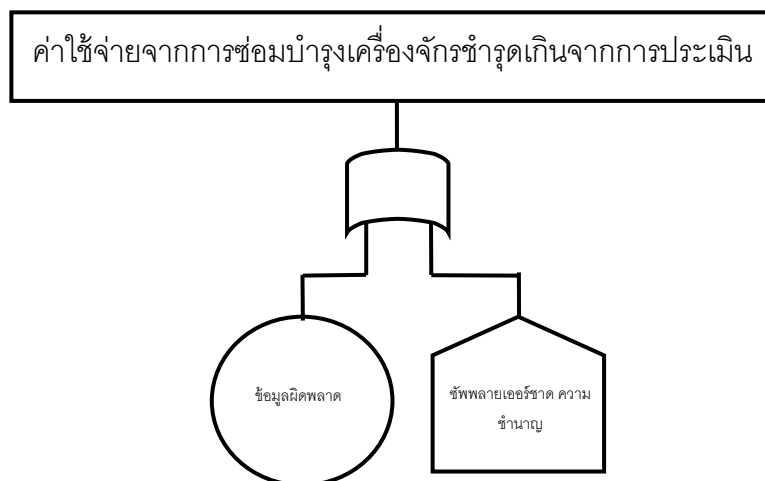 ค่าใช้จ่ายจากการซ่อมบำรุงเครื่องจักรชำรุดเกินจากการประเมิน
ข้อมูลผิดพลาด
ซัพพลายเออร์ขาด ความ
ชำนาญ